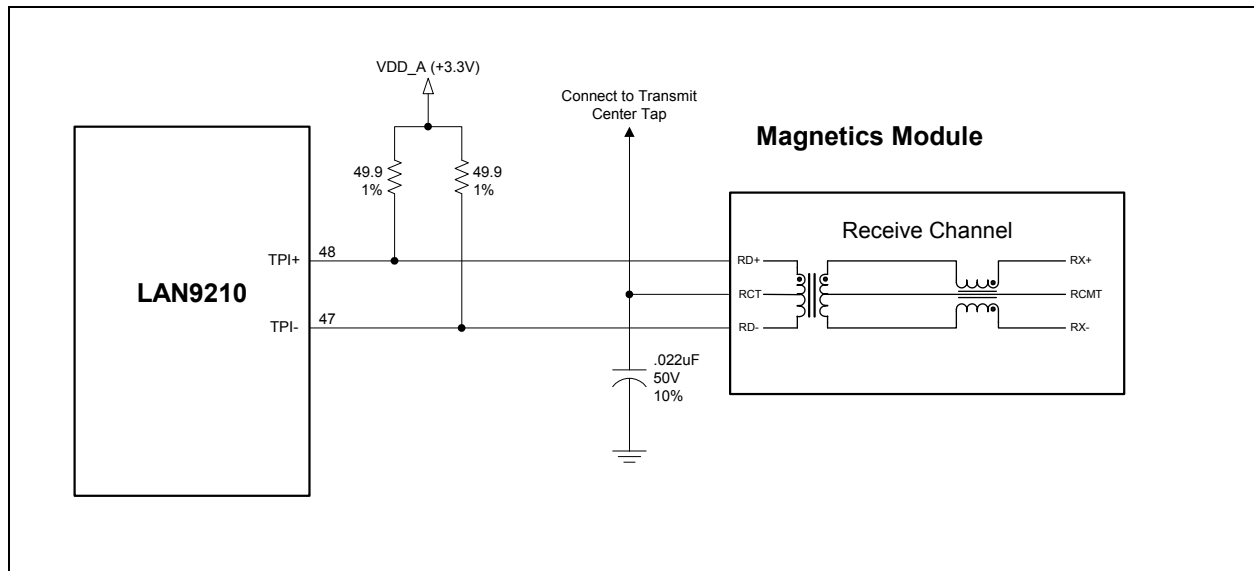 VDD_A (+3.3V)
Connect to Transmit
Center Tap
Magnetics Module
49.9
1%
49.9
1%
Receive Channel
TPI+
48
RD+
RX+
LAN9210
RCT
RCMT
TPI-
47
RD-
RX-
.022uF
50V
10%